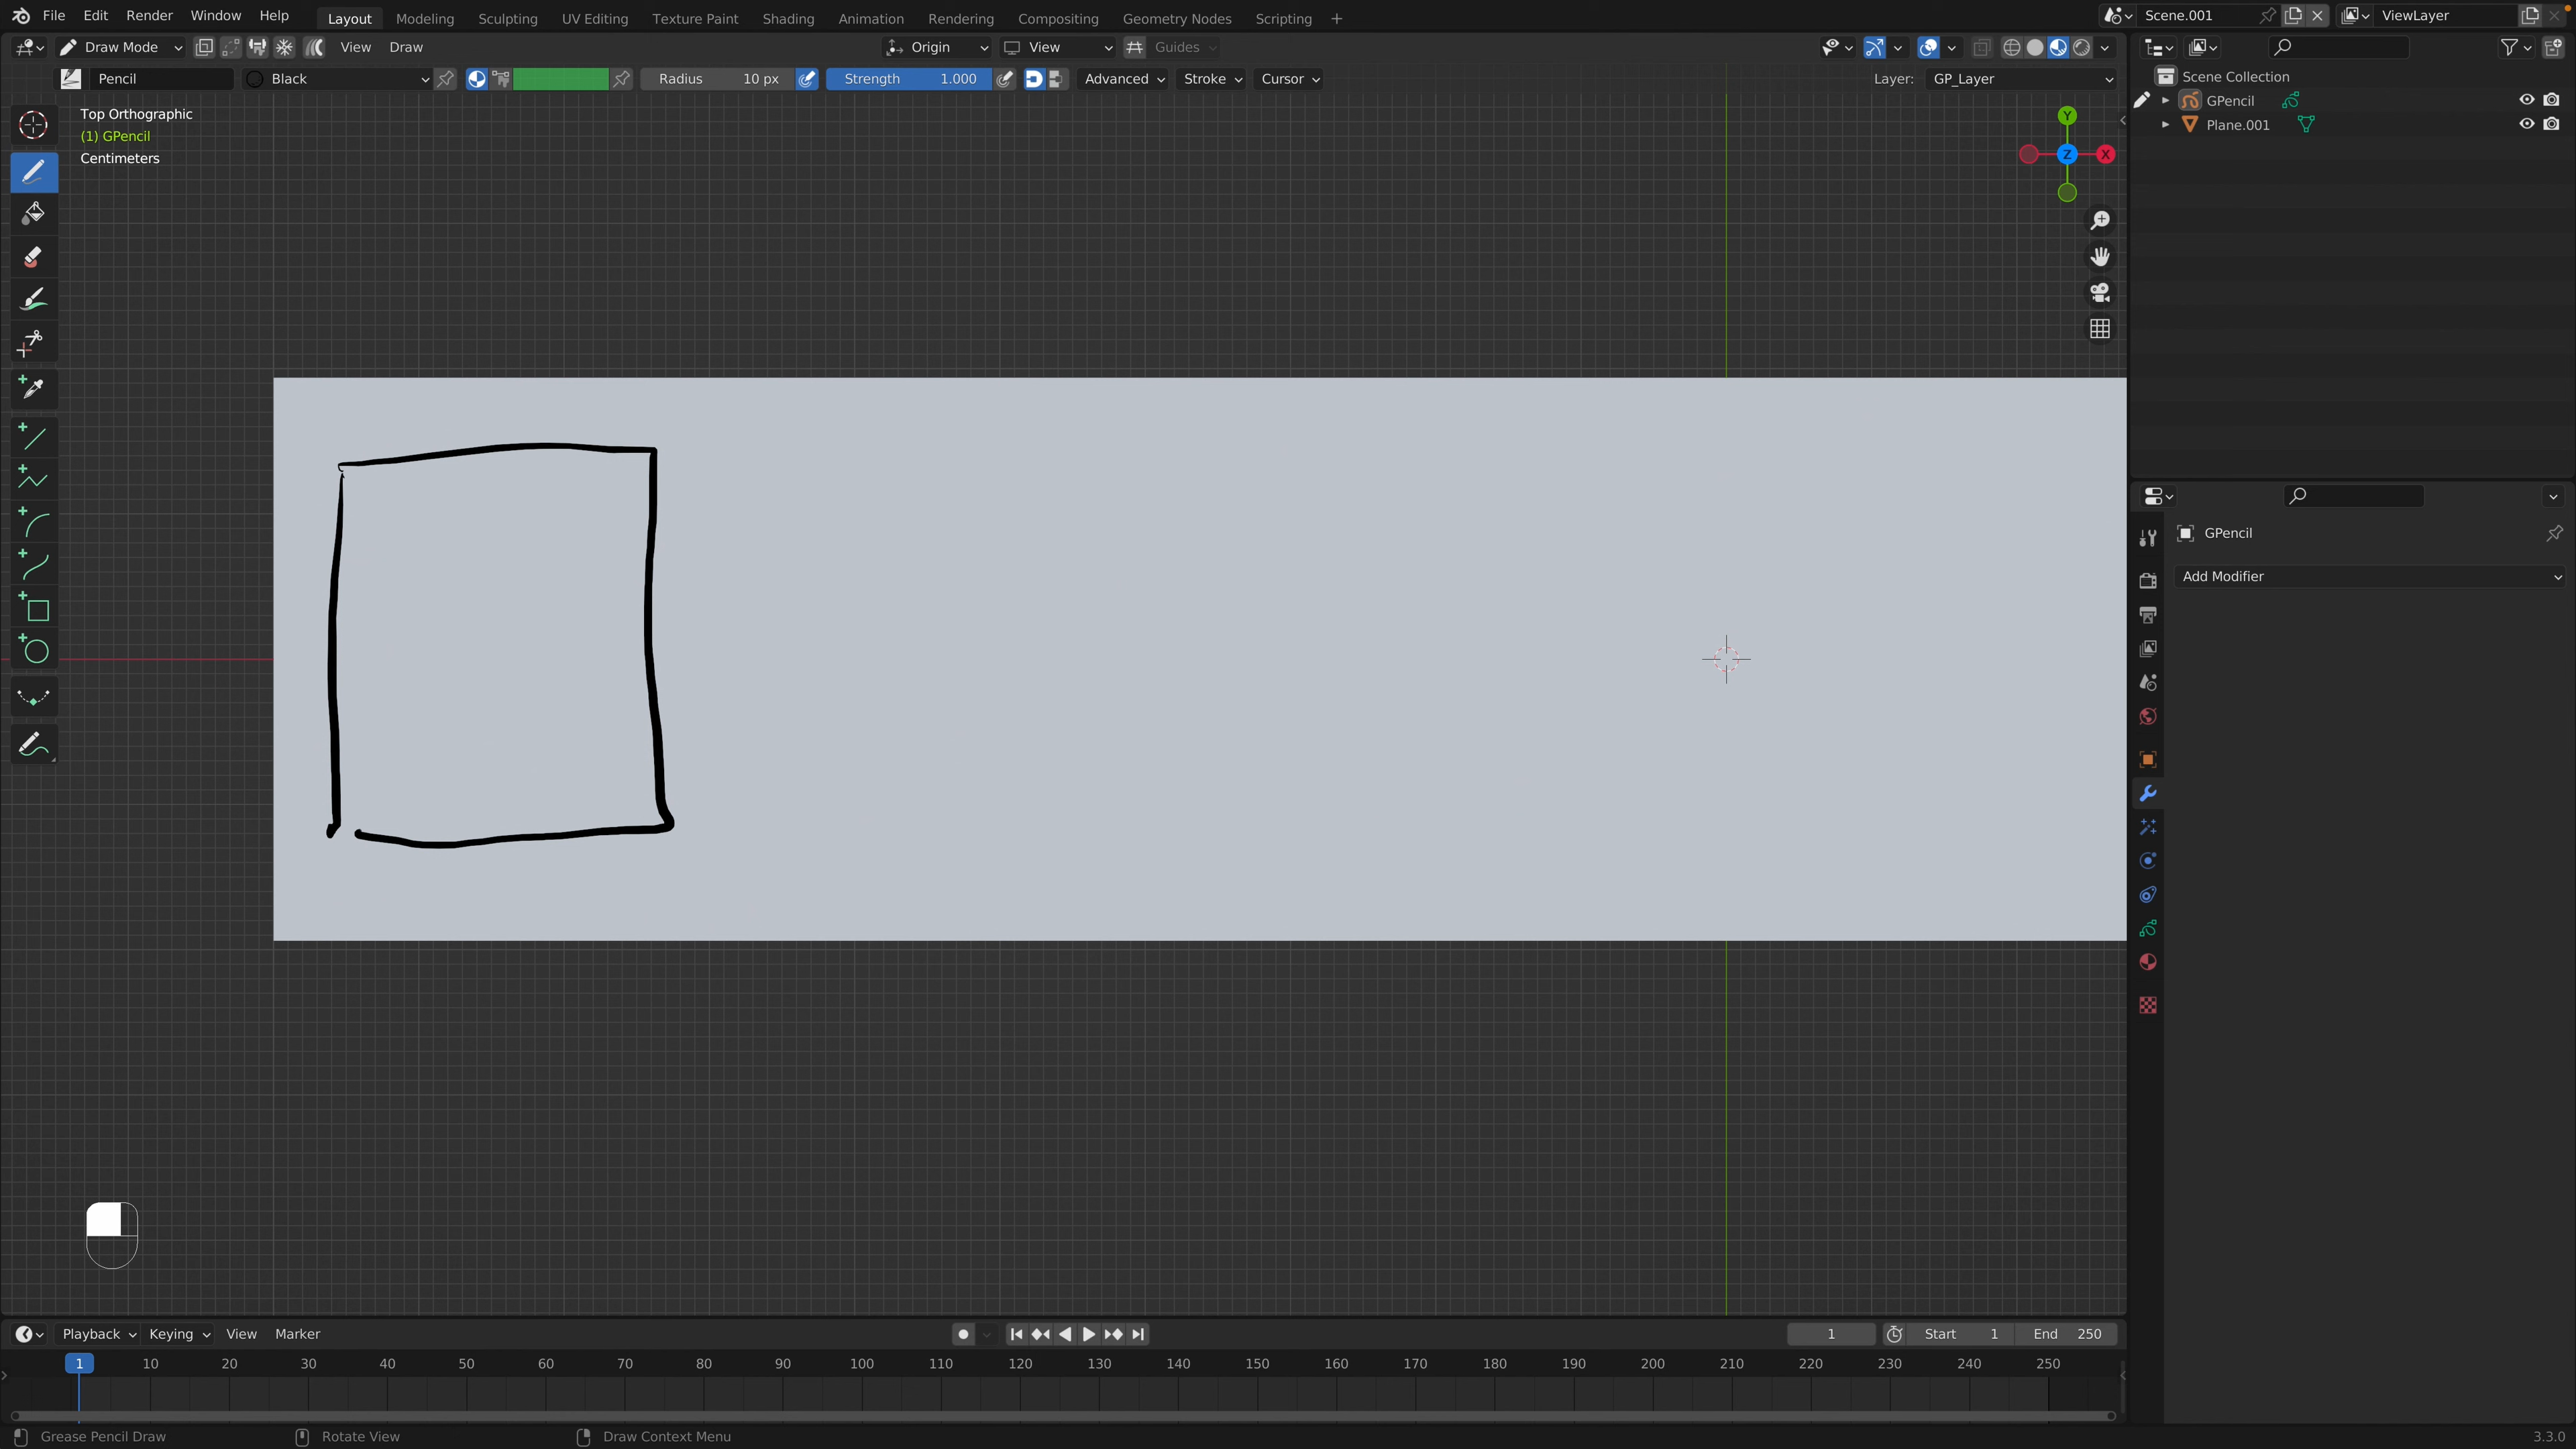 File Edit Render Window Help Layout Modeling Sculpting UV Editing Texture Paint Shading Animation Rendering Compositing Geometry Nodes Scripting + Scene.001 ViewLayer
Draw Mode View Draw Origin View Guides
Pencil Black Radius 10 px Strength 1.000 Advanced Stroke Cursor Layer: GP_Layer
Top Orthographic
(1) GPencil
Centimeters
Y
Z X
Scene Collection
GPencil
Plane.001
GPencil
Add Modifier
Playback Keying View Marker 1 Start 1 End 250
1 10 20 30 40 50 60 70 80 90 100 110 120 130 140 150 160 170 180 190 200 210 220 230 240 250
Grease Pencil Draw Rotate View Draw Context Menu 3.3.0